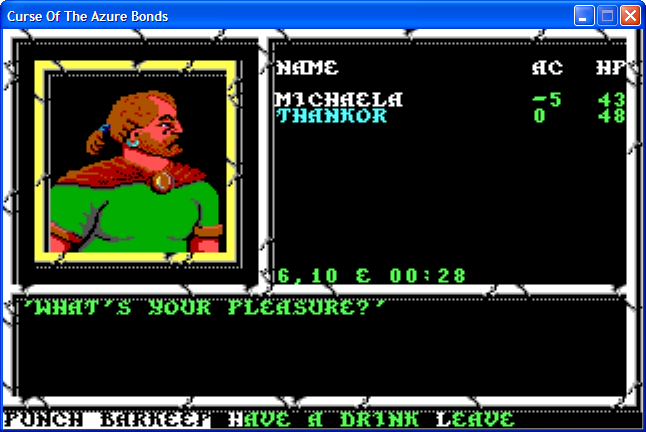 Curse Of The Azure Bonds
NAME AC HP
MICHAELA -5 43
THANKOR 0 48
6,10 E 00:28
'WHAT'S YOUR PLEASURE?'
PUNCH BARKEEP HAVE A DRINK LEAVE